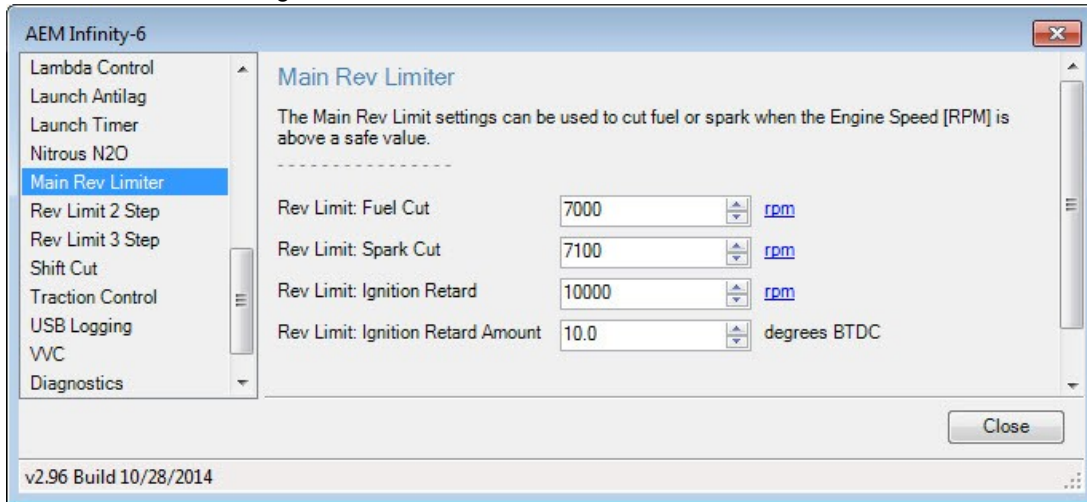 AEM Infinity-6
Lambda Control
Launch Antilag
Launch Timer
Nitrous N2O
Main Rev Limiter
Rev Limit 2 Step
Rev Limit 3 Step
Shift Cut
Traction Control
USB Logging
VVC
Diagnostics
Main Rev Limiter
The Main Rev Limit settings can be used to cut fuel or spark when the Engine Speed [RPM] is
above a safe value.
- - - - - - - - - - - - - - - -
Rev Limit: Fuel Cut 7000 rpm
Rev Limit: Spark Cut 7100 rpm
Rev Limit: Ignition Retard 10000 rpm
Rev Limit: Ignition Retard Amount 10.0 degrees BTDC
Close
v2.96 Build 10/28/2014